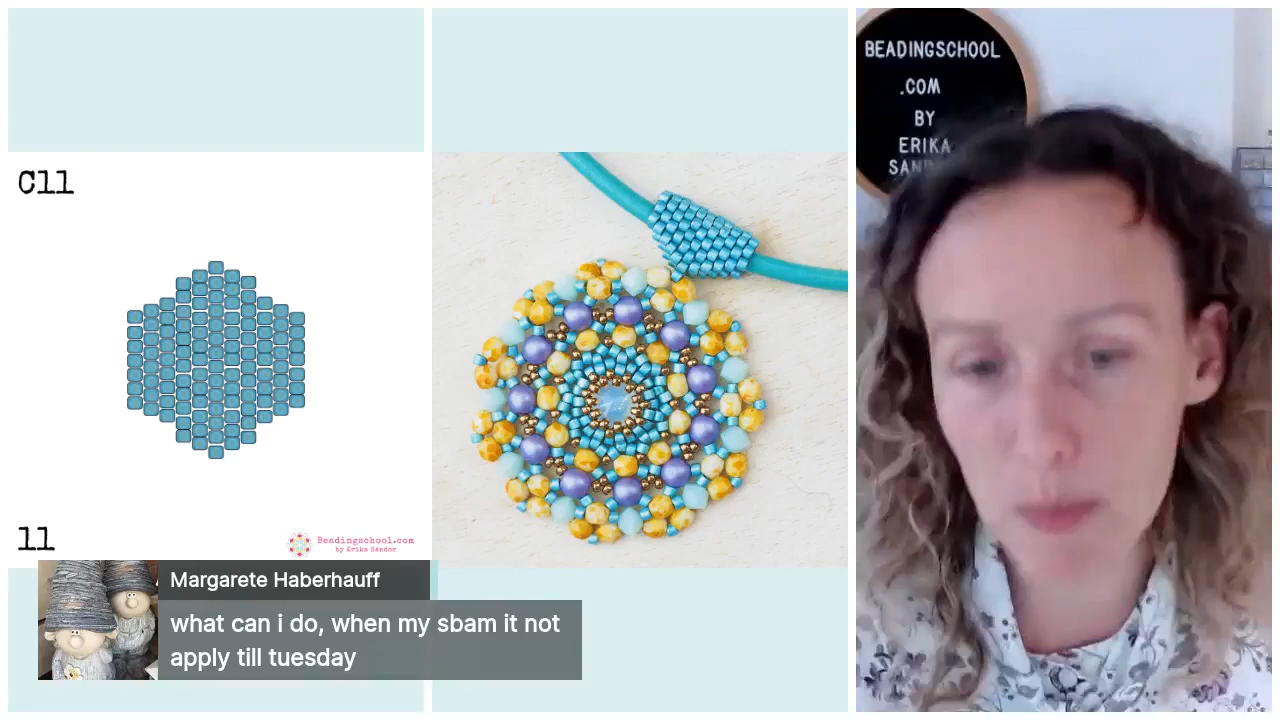 C11
11
Beadingschool.com
by Erika Sándor
Margarete Haberhauff
what can i do, when my sbam it not
apply till tuesday
BEADINGSCHOOL
.COM
BY
ERIKA